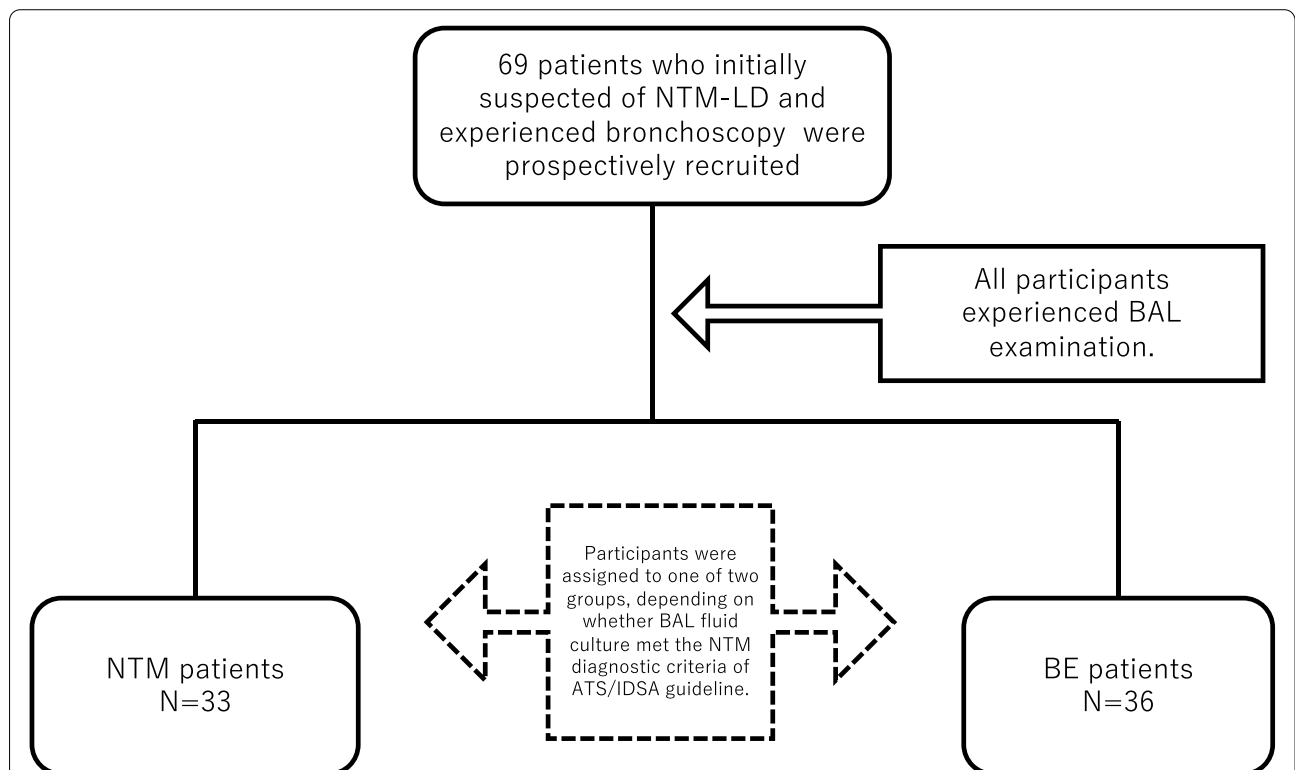 69 patients who initially
suspected of NTM-LD and
experienced bronchoscopy were
prospectively recruited
All participants
experienced BAL
examination.
Participants were
assigned to one of two
groups, depending on
whether BAL fluid
culture met the NTM
diagnostic criteria of
ATS/IDSA guideline.
NTM patients
N=33
BE patients
N=36